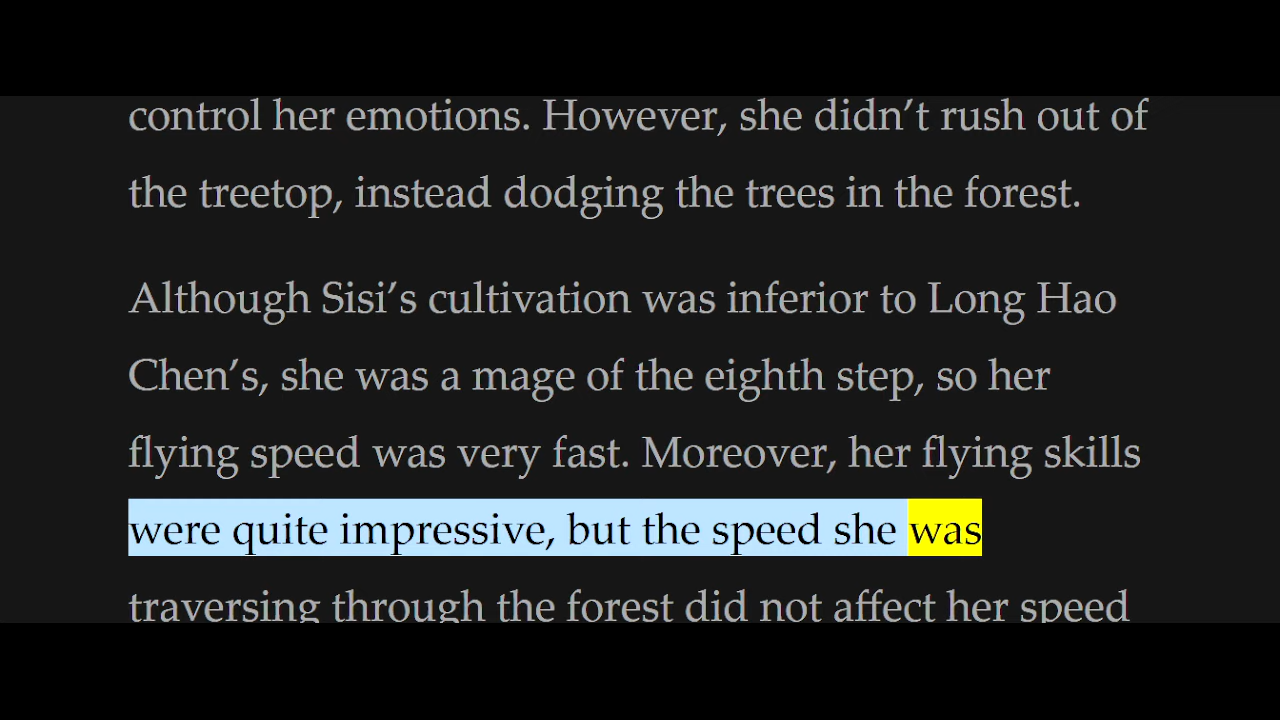 control her emotions. However, she didn’t rush out of
the treetop, instead dodging the trees in the forest.
Although Sisi’s cultivation was inferior to Long Hao
Chen’s, she was a mage of the eighth step, so her
flying speed was very fast. Moreover, her flying skills
were quite impressive, but the speed she was
traversing through the forest did not affect her speed